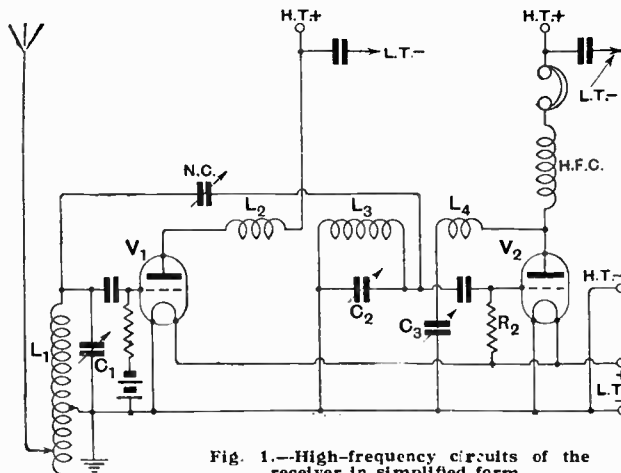 H.T.+
H.T.+
L.T.-
L.T.-
N.C.
H.F.C.
L2
L3
L4
V1
V2
H.T.-
L1
C1
C2
C3
R2
+
L.T.
-
Fig. 1.—High-frequency circuits of the
receiver in simplified form